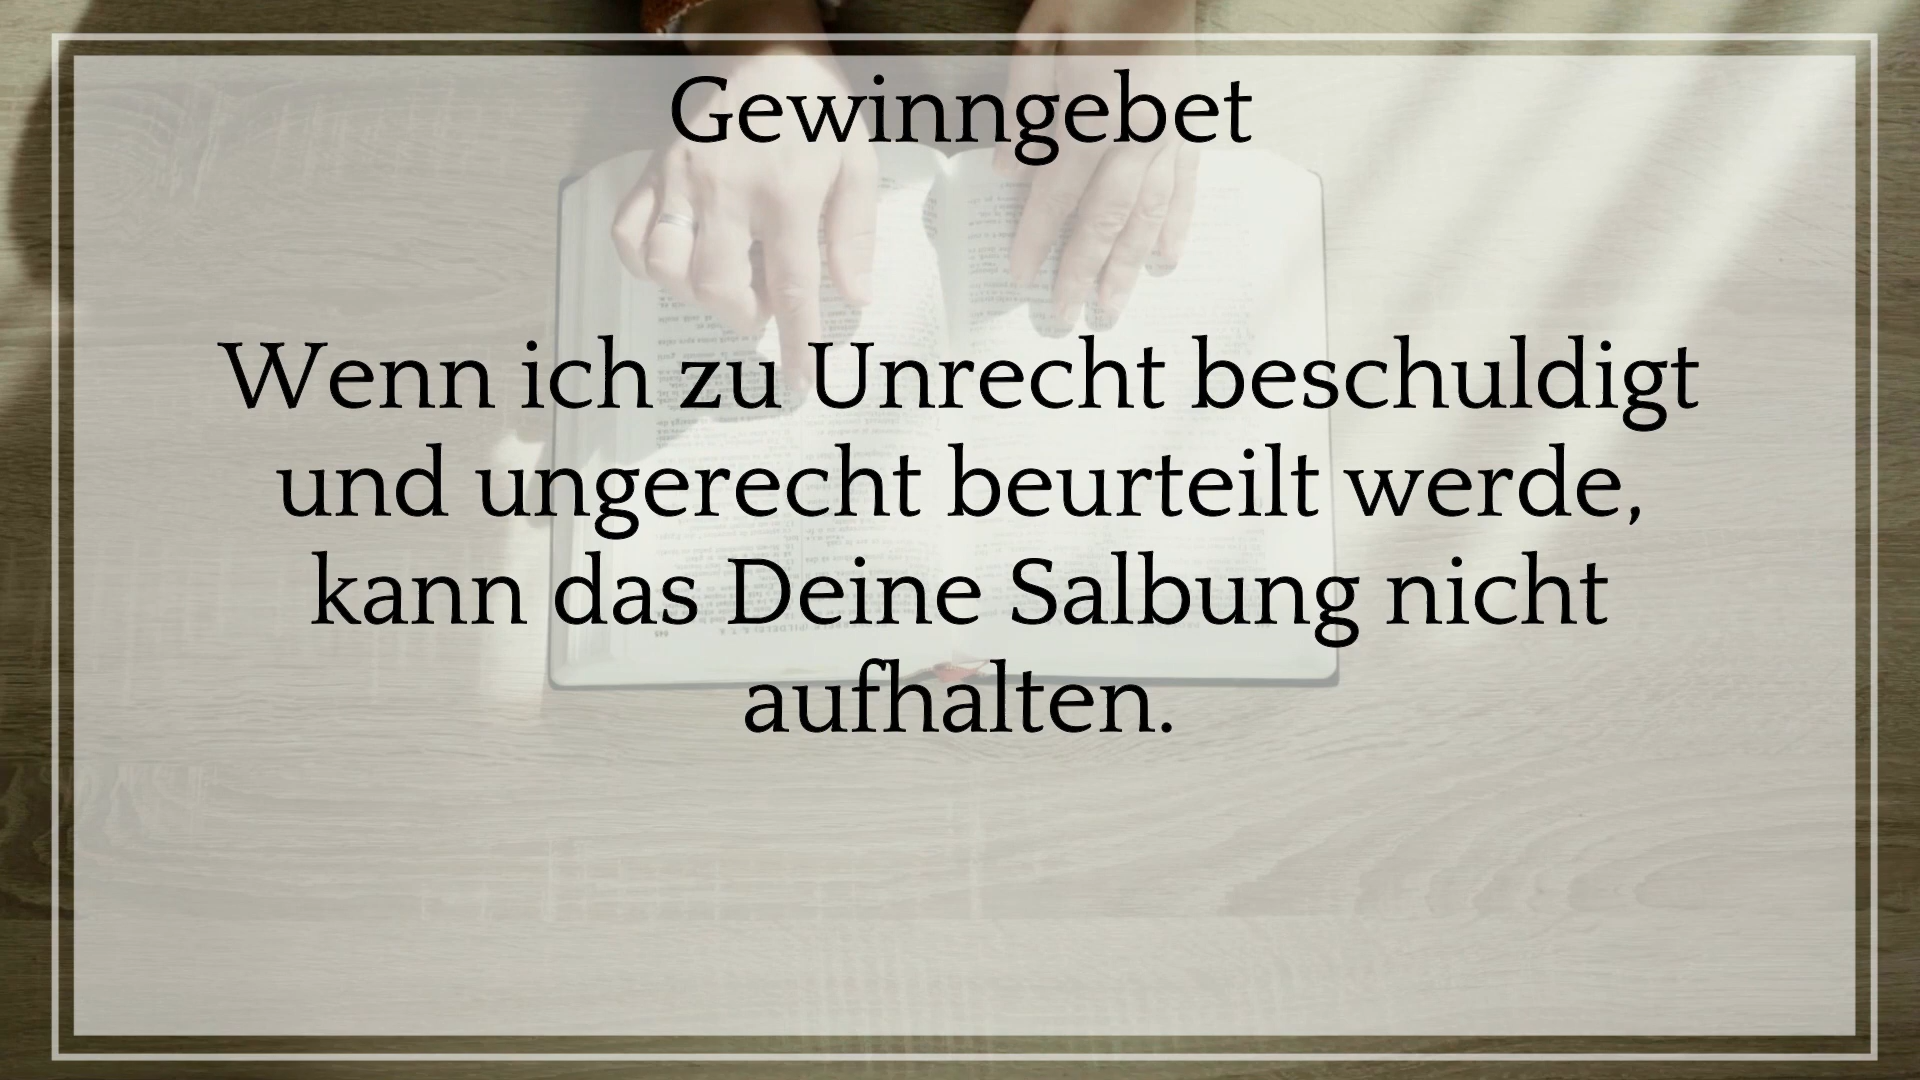 Gewinngebet
Wenn ich zu Unrecht beschuldigt
und ungerecht beurteilt werde,
kann das Deine Salbung nicht
aufhalten.